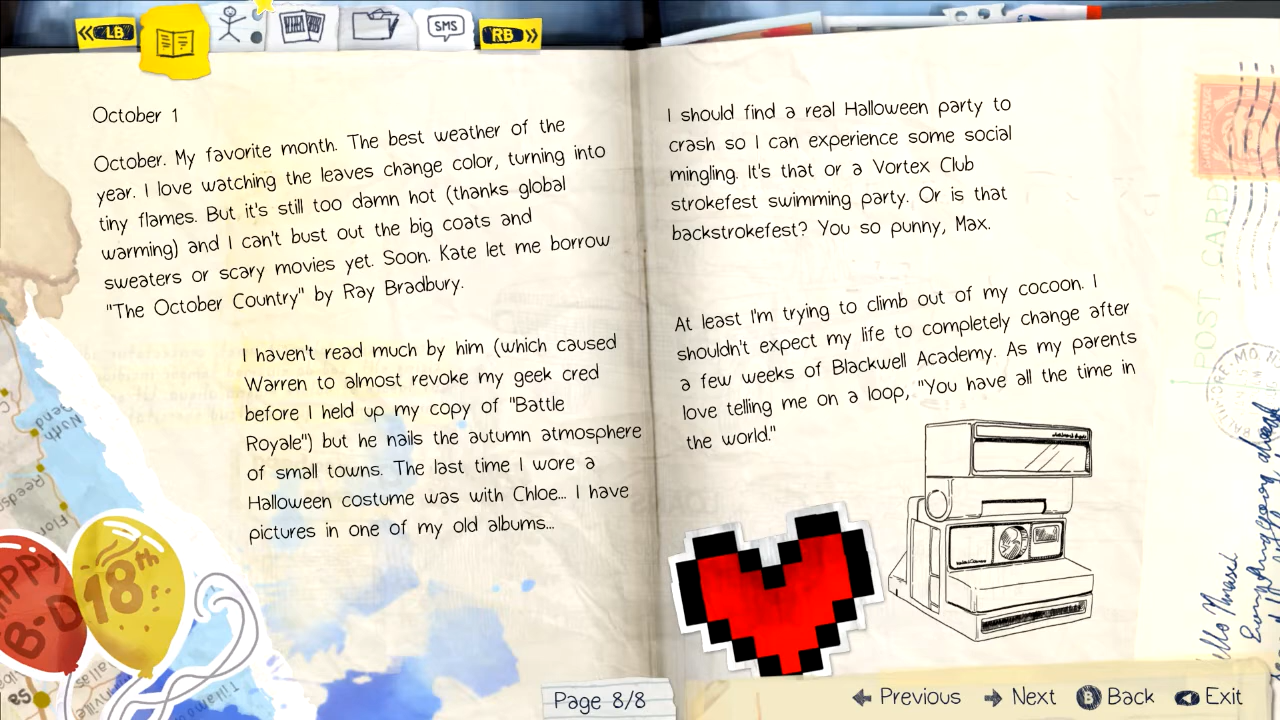 LB
SMS
RB
October 1
October. My favorite month. The best weather of the
year. I love watching the leaves change color, turning into
tiny flames. But it's still too damn hot (thanks global
warming) and I can't bust out the big coats and
sweaters or scary movies yet. Soon. Kate let me borrow
"The October Country" by Ray Bradbury.
I haven't read much by him (which caused
Warren to almost revoke my geek cred
before I held up my copy of "Battle
Royale") but he nails the autumn atmosphere
of small towns. The last time I wore a
Halloween costume was with Chloe... I have
pictures in one of my old albums...
I should find a real Halloween party to
crash so I can experience some social
mingling. It's that or a Vortex Club
strokefest swimming party. Or is that
backstrokefest? You so punny, Max.
At least I'm trying to climb out of my cocoon. I
shouldn't expect my life to completely change after
a few weeks of Blackwell Academy. As my parents
love telling me on a loop, "You have all the time in
the world."
POST CARD
North
Bend
B-D
18th
Page 8/8
Previous
Next
B
Back
Exit